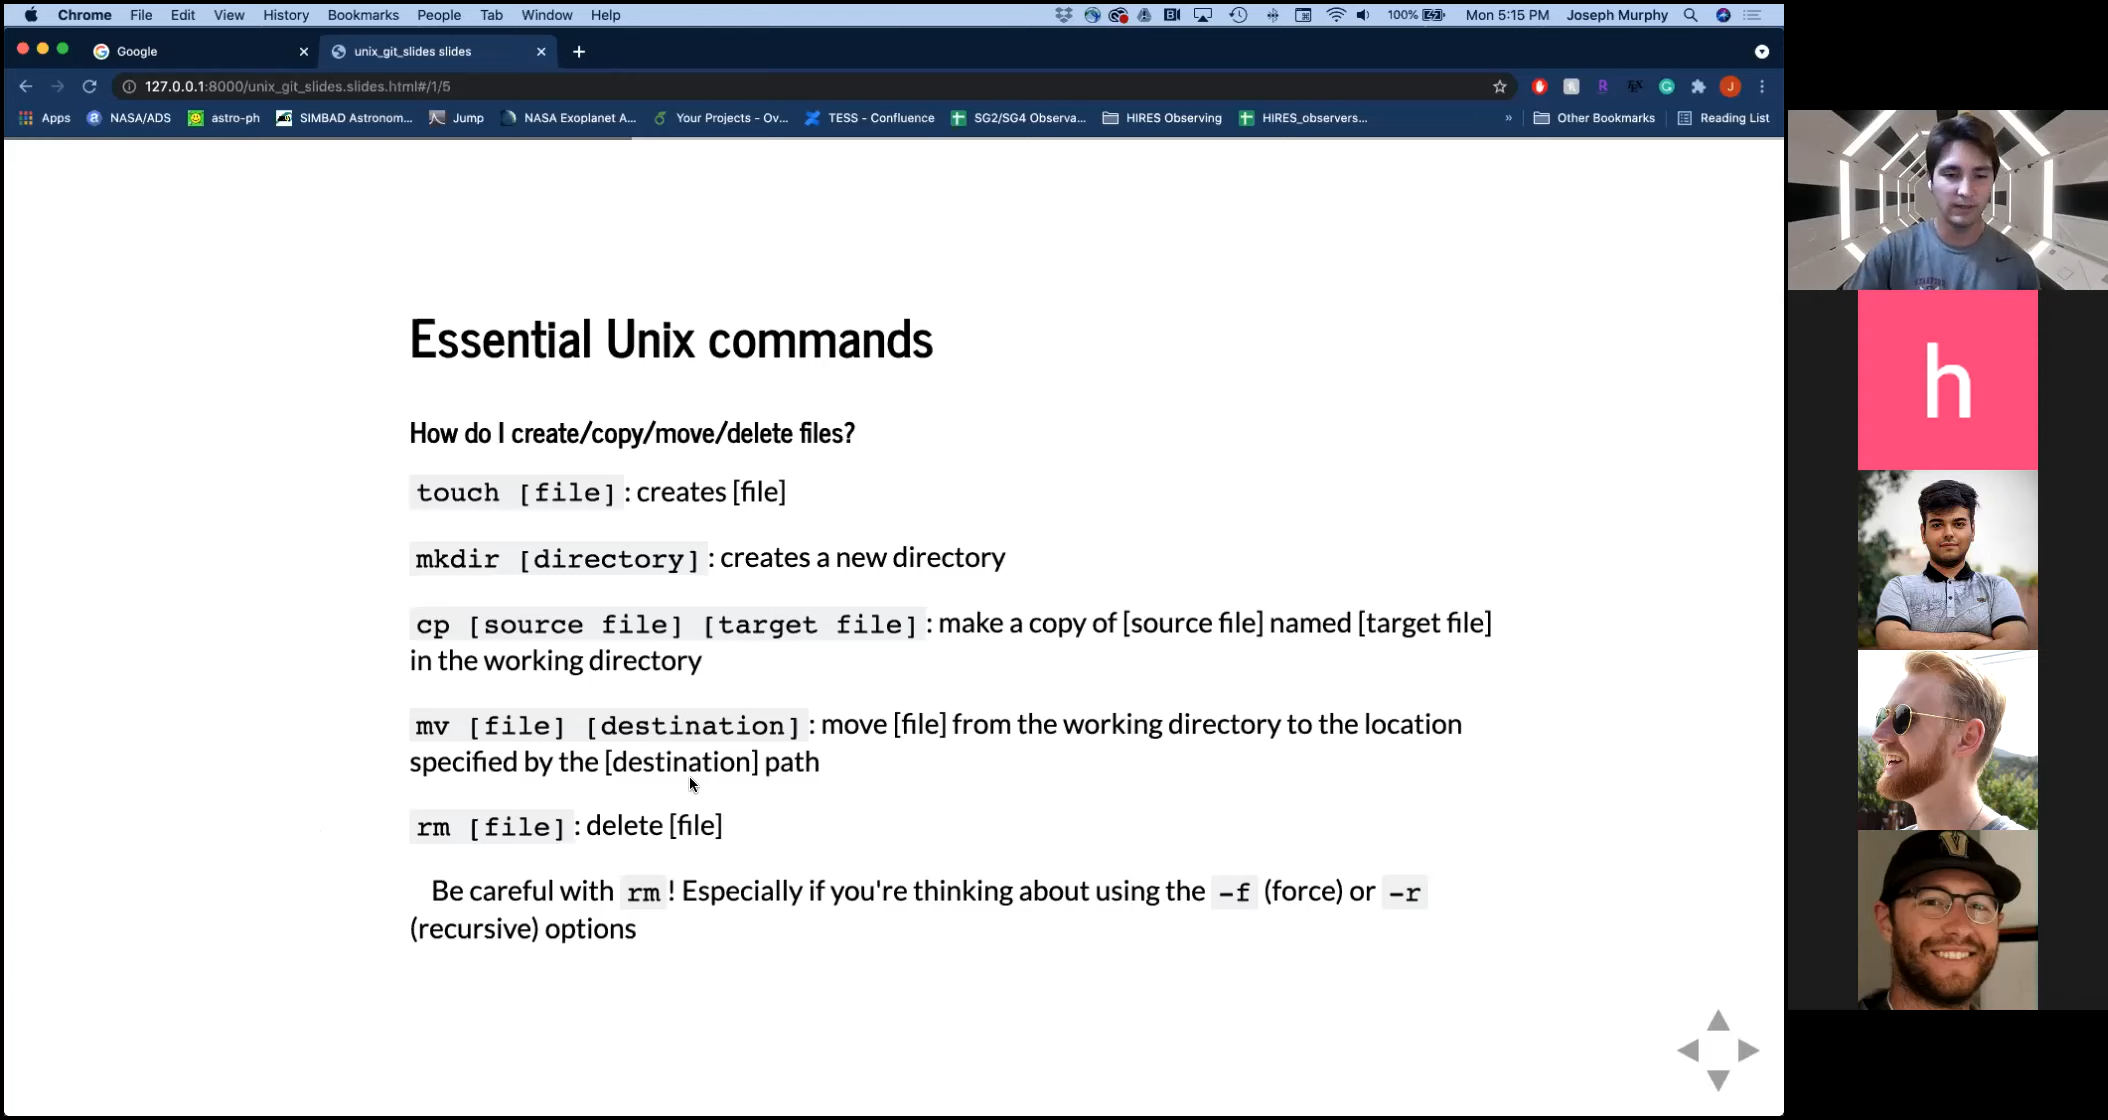 Chrome File Edit View History Bookmarks People Tab Window Help 100% Mon 5:15 PM Joseph Murphy
Google unix_git_slides slides
127.0.0.1:8000/unix_git_slides.slides.html#/1/5
Apps NASA/ADS astro-ph SIMBAD Astronom... Jump NASA Exoplanet A... Your Projects - Ov... TESS - Confluence SG2/SG4 Observa... HIRES Observing HIRES_observers... » Other Bookmarks Reading List
Essential Unix commands
How do I create/copy/move/delete files?
touch [file] : creates [file]
mkdir [directory] : creates a new directory
cp [source file] [target file] : make a copy of [source file] named [target file]
in the working directory
mv [file] [destination] : move [file] from the working directory to the location
specified by the [destination] path
rm [file] : delete [file]
Be careful with rm ! Especially if you're thinking about using the -f (force) or -r
(recursive) options
h
V